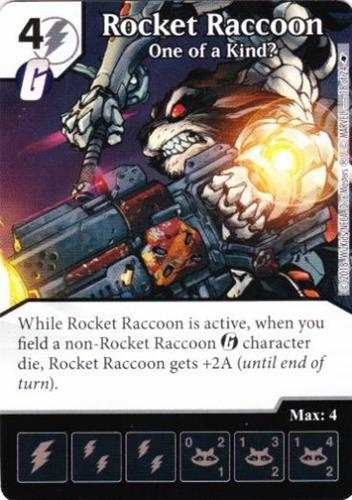 4
Rocket Raccoon
One of a Kind?
G
While Rocket Raccoon is active, when you
field a non-Rocket Raccoon G character
die, Rocket Raccoon gets +2A (until end of
turn).
Max: 4
0 2 1
1 3 2
1 4 2